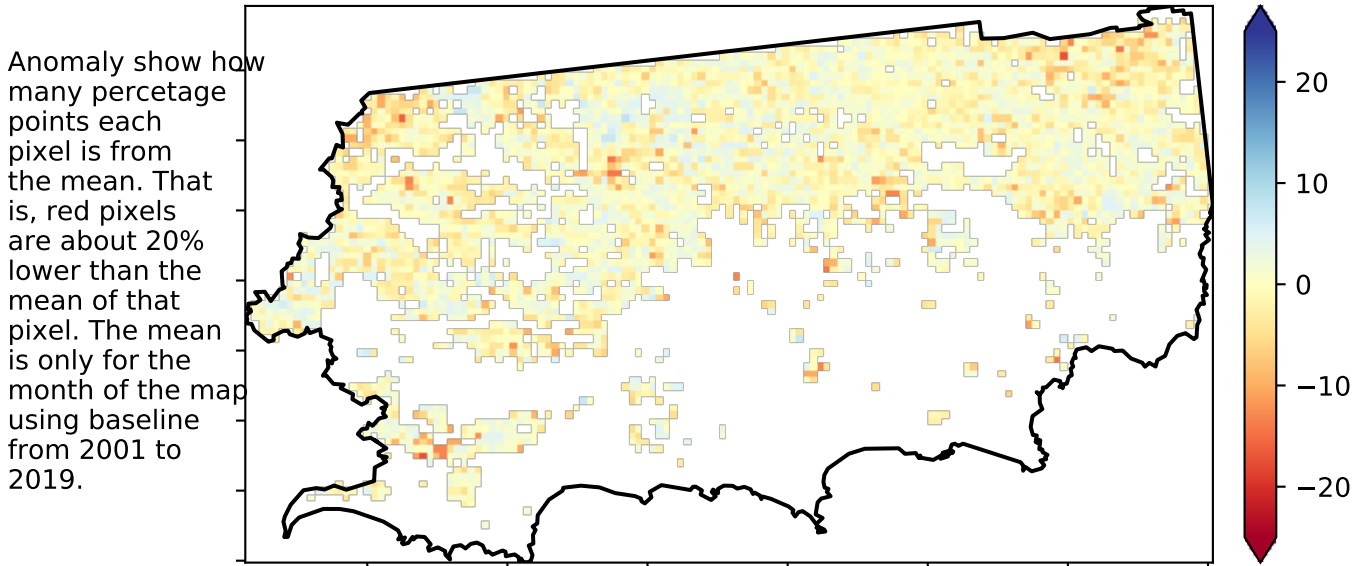 Anomaly show how
many percetage
points each
pixel is from
the mean. That
is, red pixels
are about 20%
lower than the
mean of that
pixel. The mean
is only for the
month of the map
using baseline
from 2001 to
2019.
20
10
0
−10
−20